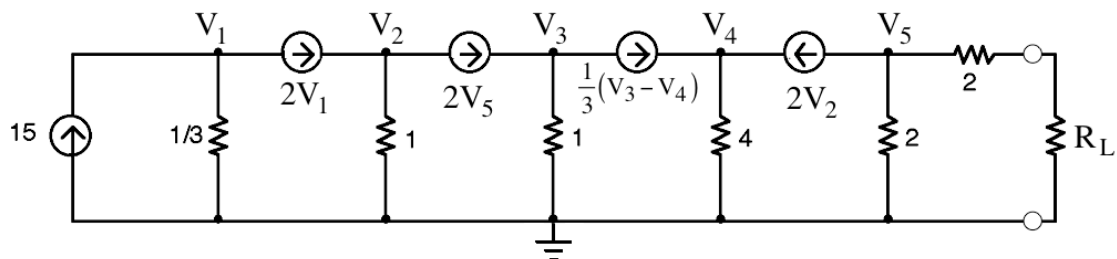 V₁ V₂ V₃ V₄ V₅
2V₁ 2V₅ 1/3(V₃ − V₄) 2V₂ 2
15 1/3 1 1 4 2 R_L